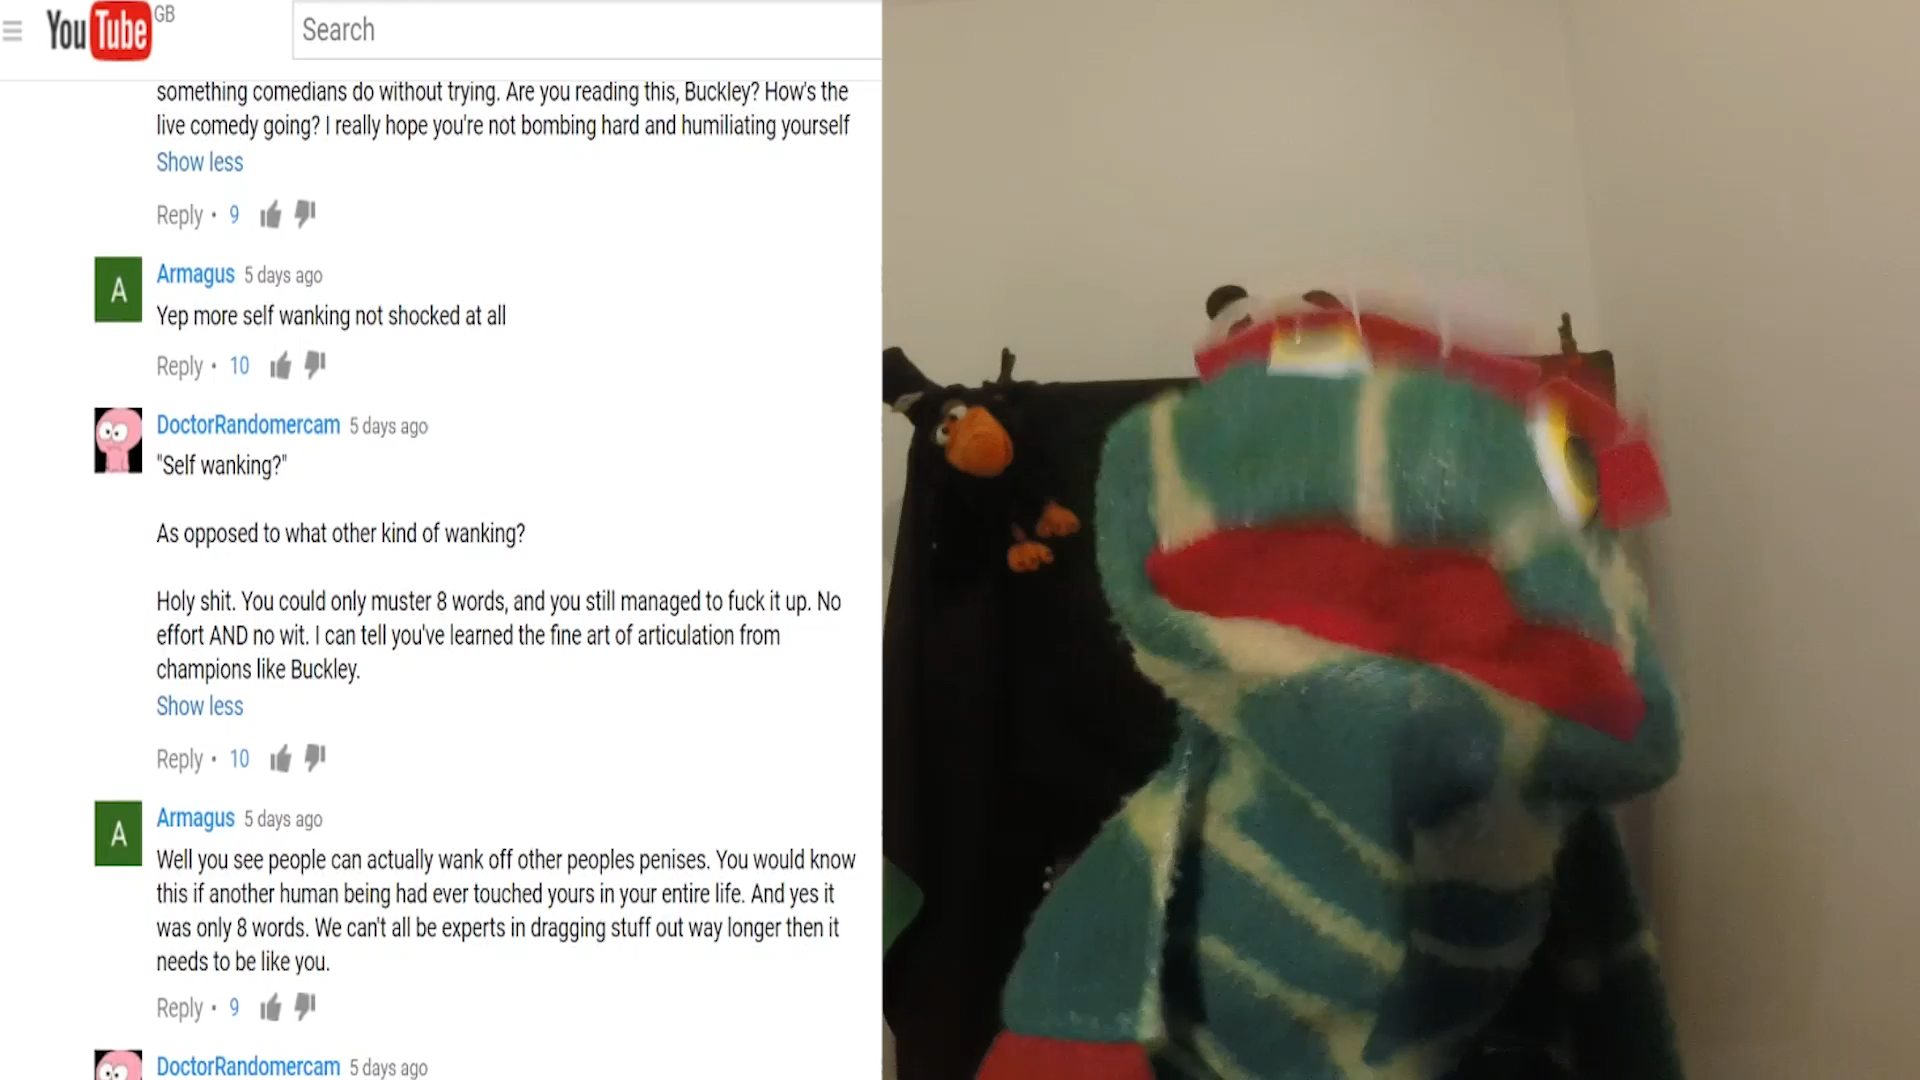 YouTube GB
Search
something comedians do without trying. Are you reading this, Buckley? How's the
live comedy going? I really hope you're not bombing hard and humiliating yourself
Show less
Reply • 9
A
Armagus 5 days ago
Yep more self wanking not shocked at all
Reply • 10
DoctorRandomercam 5 days ago
"Self wanking?"
As opposed to what other kind of wanking?
Holy shit. You could only muster 8 words, and you still managed to fuck it up. No
effort AND no wit. I can tell you've learned the fine art of articulation from
champions like Buckley.
Show less
Reply • 10
A
Armagus 5 days ago
Well you see people can actually wank off other peoples penises. You would know
this if another human being had ever touched yours in your entire life. And yes it
was only 8 words. We can't all be experts in dragging stuff out way longer then it
needs to be like you.
Reply • 9
DoctorRandomercam 5 days ago